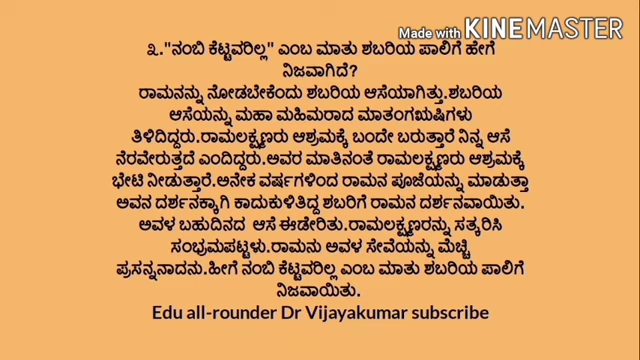 Made with KINEMASTER
೩."ನಂಬಿ ಕೆಟ್ಟವರಿಲ್ಲ" ಎಂಬ ಮಾತು ಶಬರಿಯ ಪಾಲಿಗೆ ಹೇಗೆ
ನಿಜವಾಗಿದೆ?
ರಾಮನನ್ನು ನೋಡಬೇಕೆಂದು ಶಬರಿಯ ಆಸೆಯಾಗಿತ್ತು.ಶಬರಿಯ
ಆಸೆಯನ್ನು ಮಹಾ ಮಹಿಮರಾದ ಮಾತಂಗಋಷಿಗಳು
ತಿಳಿದಿದ್ದರು.ರಾಮಲಕ್ಷ್ಮಣರು ಆಶ್ರಮಕ್ಕೆ ಬಂದೇ ಬರುತ್ತಾರೆ ನಿನ್ನ ಆಸೆ
ನೆರವೇರುತ್ತದೆ ಎಂದಿದ್ದರು.ಅವರ ಮಾತಿನಂತೆ ರಾಮಲಕ್ಷ್ಮಣರು ಆಶ್ರಮಕ್ಕೆ
ಭೇಟಿ ನೀಡುತ್ತಾರೆ.ಅನೇಕ ವರ್ಷಗಳಿಂದ ರಾಮನ ಪೂಜೆಯನ್ನು ಮಾಡುತ್ತಾ
ಅವನ ದರ್ಶನಕ್ಕಾಗಿ ಕಾದುಕುಳಿತಿದ್ದ ಶಬರಿಗೆ ರಾಮನ ದರ್ಶನವಾಯಿತು.
ಅವಳ ಬಹುದಿನದ ಆಸೆ ಈಡೇರಿತು.ರಾಮಲಕ್ಷ್ಮಣರನ್ನು ಸತ್ಕರಿಸಿ
ಸಂಭ್ರಮಪಟ್ಟಳು.ರಾಮನು ಅವಳ ಸೇವೆಯನ್ನು ಮೆಚ್ಚಿ
ಪ್ರಸನ್ನನಾದನು.ಹೀಗೆ ನಂಬಿ ಕೆಟ್ಟವರಿಲ್ಲ ಎಂಬ ಮಾತು ಶಬರಿಯ ಪಾಲಿಗೆ
ನಿಜವಾಯಿತು.
Edu all-rounder Dr Vijayakumar subscribe